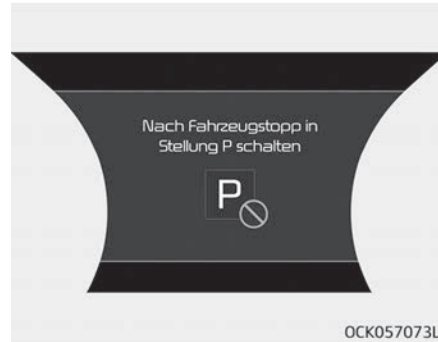 Nach Fahrzeugstopp in
Stellung P schalten
P
OCK057073L